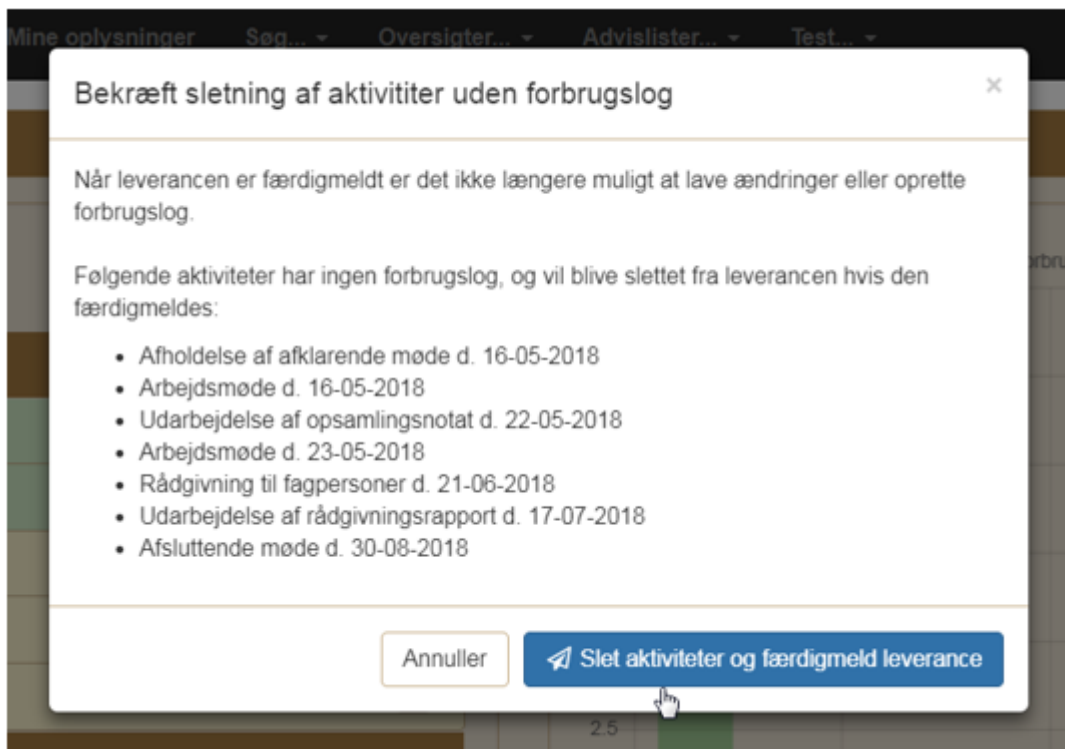 Mine oplysninger Søg... Oversigter... Advislister... Test...
Bekræft sletning af aktivititer uden forbrugslog
×
Når leverancen er færdigmeldt er det ikke længere muligt at lave ændringer eller oprette
forbrugslog.
Følgende aktiviteter har ingen forbrugslog, og vil blive slettet fra leverancen hvis den
færdigmeldes:
• Afholdelse af afklarende møde d. 16-05-2018
• Arbejdsmøde d. 16-05-2018
• Udarbejdelse af opsamlingsnotat d. 22-05-2018
• Arbejdsmøde d. 23-05-2018
• Rådgivning til fagpersoner d. 21-06-2018
• Udarbejdelse af rådgivningsrapport d. 17-07-2018
• Afsluttende møde d. 30-08-2018
Annuller
Slet aktiviteter og færdigmeld leverance
2.5